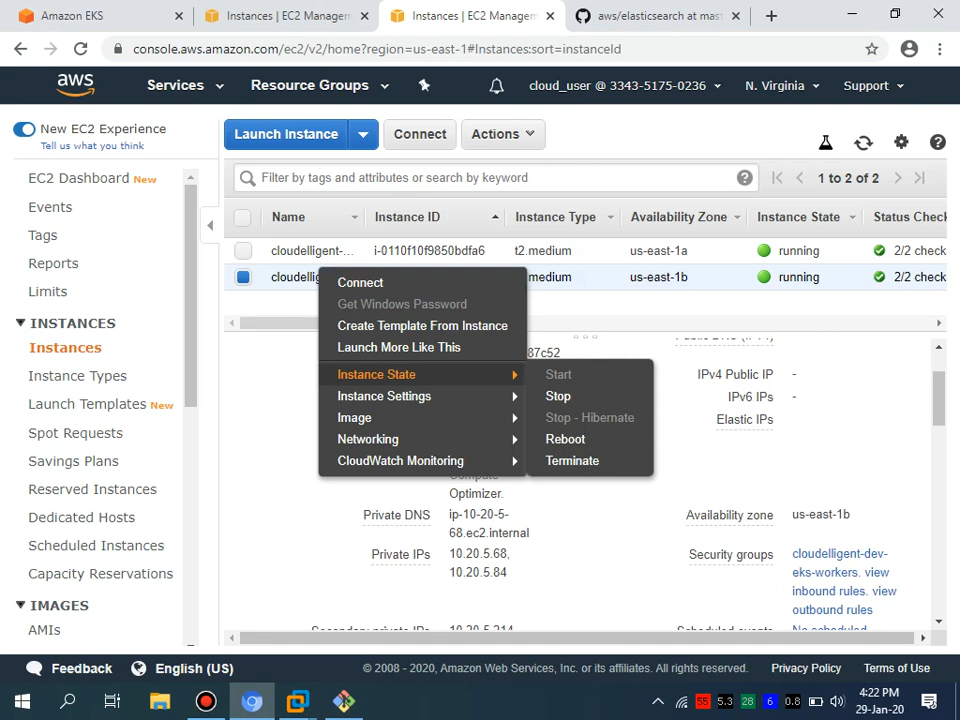 Amazon EKS
Instances | EC2 Managem
Instances | EC2 Managem
aws/elasticsearch at mast
console.aws.amazon.com/ec2/v2/home?region=us-east-1#Instances:sort=instanceId
aws
Services
Resource Groups
cloud_user @ 3343-5175-0236
N. Virginia
Support
New EC2 Experience
Tell us what you think
Launch Instance
Connect
Actions
EC2 Dashboard New
Events
Tags
Reports
Limits
INSTANCES
Instances
Instance Types
Launch Templates New
Spot Requests
Savings Plans
Reserved Instances
Dedicated Hosts
Scheduled Instances
Capacity Reservations
IMAGES
AMIs
Filter by tags and attributes or search by keyword
1 to 2 of 2
Name
Instance ID
Instance Type
Availability Zone
Instance State
Status Check
cloudelligent-...
i-0110f10f9850bdfa6
t2.medium
us-east-1a
running
2/2 check
cloudellig
medium
us-east-1b
running
2/2 check
Connect
Get Windows Password
Create Template From Instance
Launch More Like This
Instance State
Instance Settings
Image
Networking
CloudWatch Monitoring
Start
Stop
Stop - Hibernate
Reboot
Terminate
87c52
IPv4 Public IP
-
IPv6 IPs
-
Elastic IPs
Optimizer.
Private DNS
ip-10-20-5-
68.ec2.internal
Availability zone
us-east-1b
Private IPs
10.20.5.68,
10.20.5.84
Security groups
cloudelligent-dev-
eks-workers. view
inbound rules. view
outbound rules
Secondary private IPs
10.20.5.214
Scheduled events
No scheduled
Feedback
English (US)
© 2008 - 2020, Amazon Web Services, Inc. or its affiliates. All rights reserved.
Privacy Policy
Terms of Use
55
5.3
28
6
0.8
4:22 PM
29-Jan-20